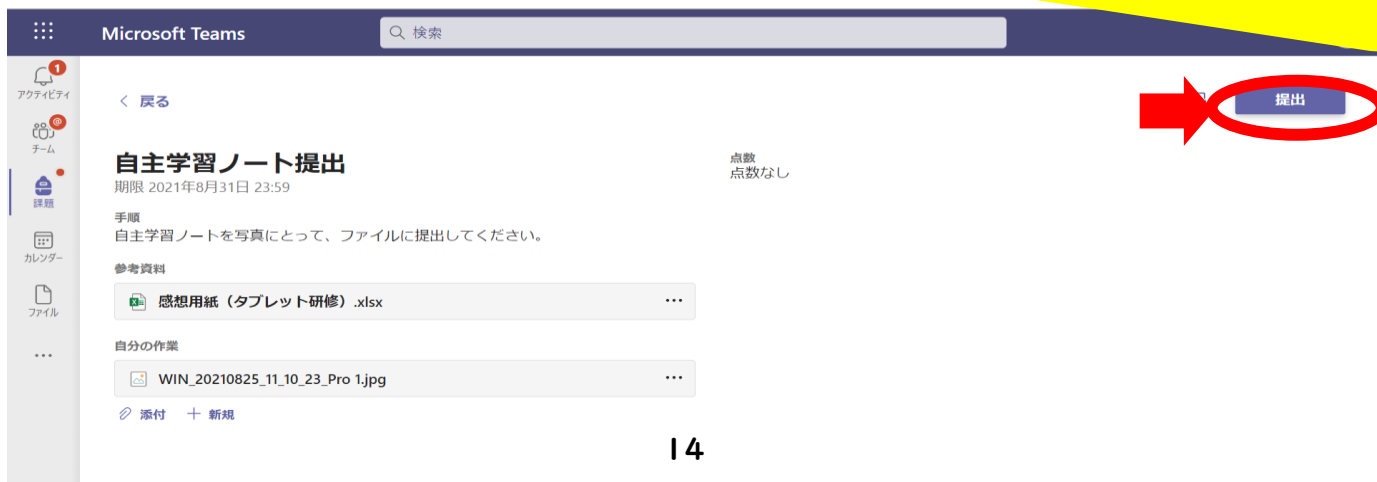 Microsoft Teams
検索
1
アクティビティ
@
チーム
課題
カレンダー
ファイル
...
< 戻る
提出
自主学習ノート提出
期限 2021年8月31日 23:59
点数
点数なし
手順
自主学習ノートを写真にとって、ファイルに提出してください。
参考資料
感想用紙（タブレット研修）.xlsx
...
自分の作業
WIN_20210825_11_10_23_Pro 1.jpg
...
添付 + 新規
14